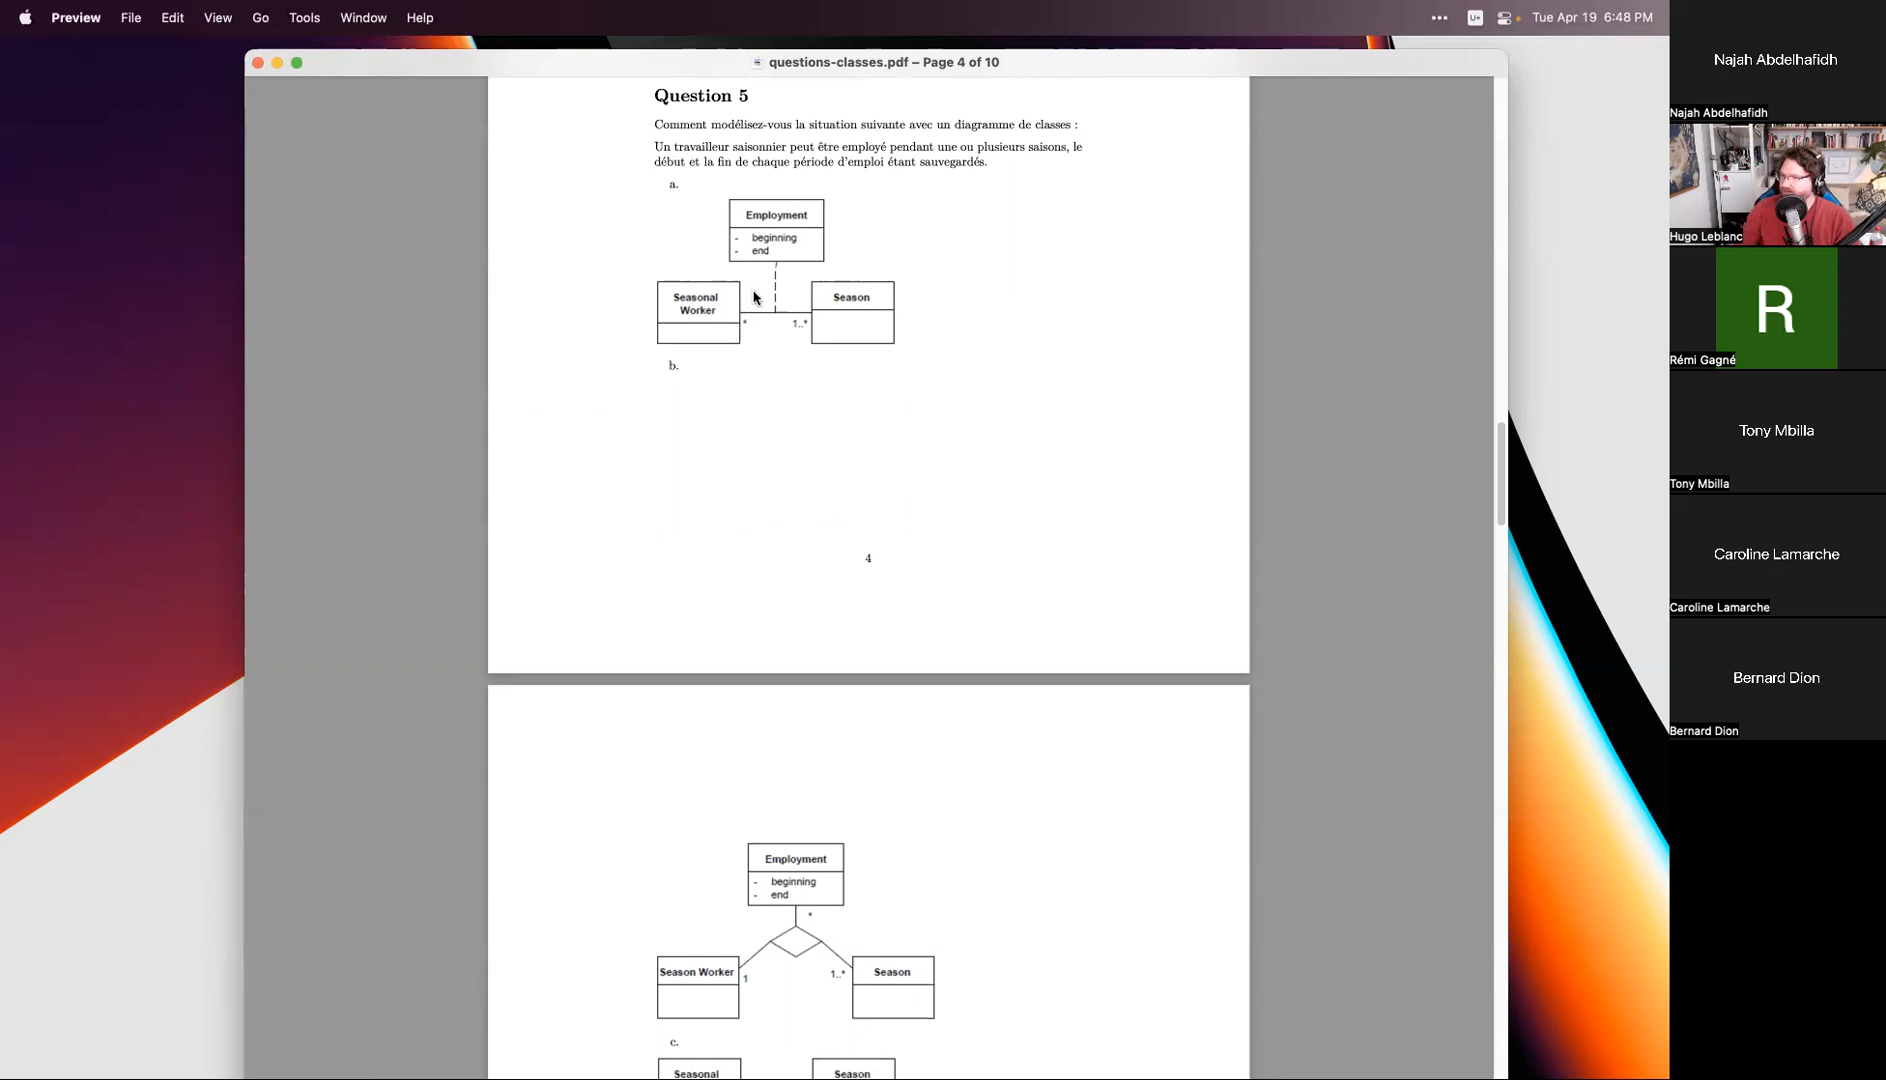 Preview File Edit View Go Tools Window Help
Tue Apr 19 6:48 PM
questions-classes.pdf – Page 4 of 10
Question 5
Comment modélisez-vous la situation suivante avec un diagramme de classes :
Un travailleur saisonnier peut être employé pendant une ou plusieurs saisons, le
début et la fin de chaque période d'emploi étant sauvegardés.
a.
Employment
- beginning
- end
Seasonal
Worker
Season
* 1..*
b.
4
Employment
- beginning
- end
*
Season Worker
Season
1 1..*
c.
Seasonal
Season
Najah Abdelhafidh
Najah Abdelhafidh
Hugo Leblanc
R
Rémi Gagné
Tony Mbilla
Tony Mbilla
Caroline Lamarche
Caroline Lamarche
Bernard Dion
Bernard Dion